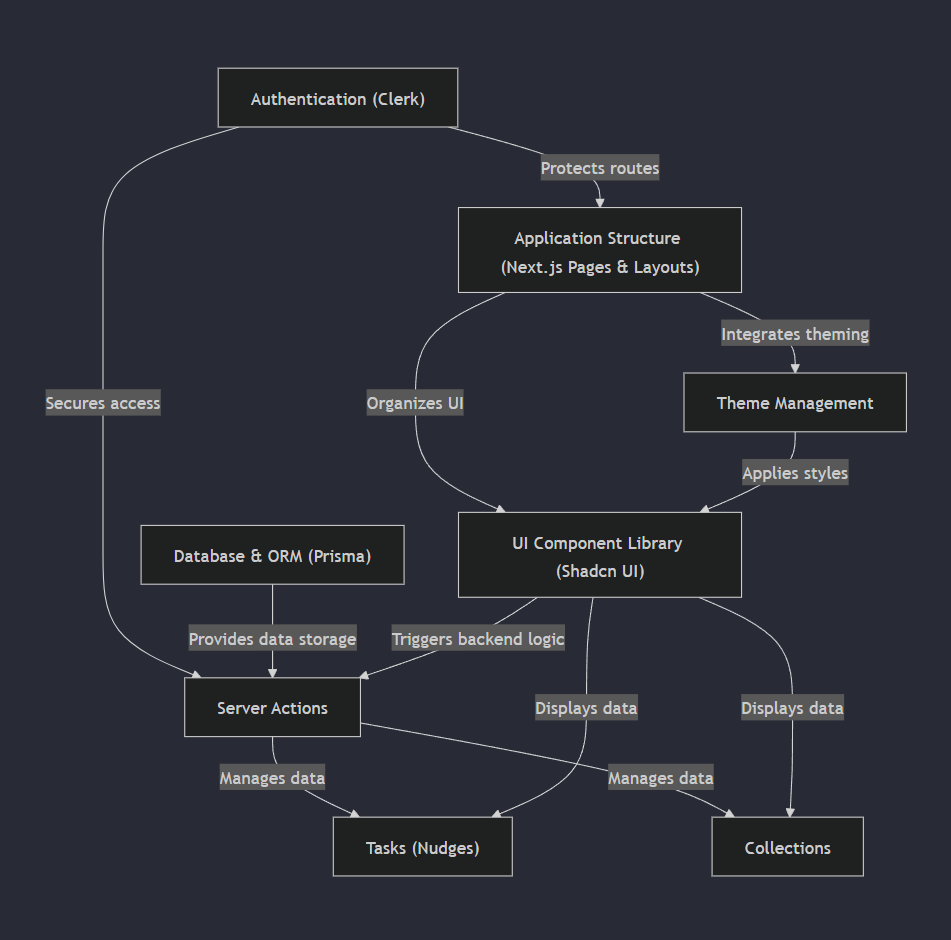 Authentication (Clerk)
Protects routes
Application Structure
(Next.js Pages & Layouts)
Integrates theming
Secures access
Organizes UI
Theme Management
Applies styles
Database & ORM (Prisma)
UI Component Library
(Shadcn UI)
Provides data storage
Triggers backend logic
Server Actions
Displays data
Displays data
Manages data
Manages data
Tasks (Nudges)
Collections